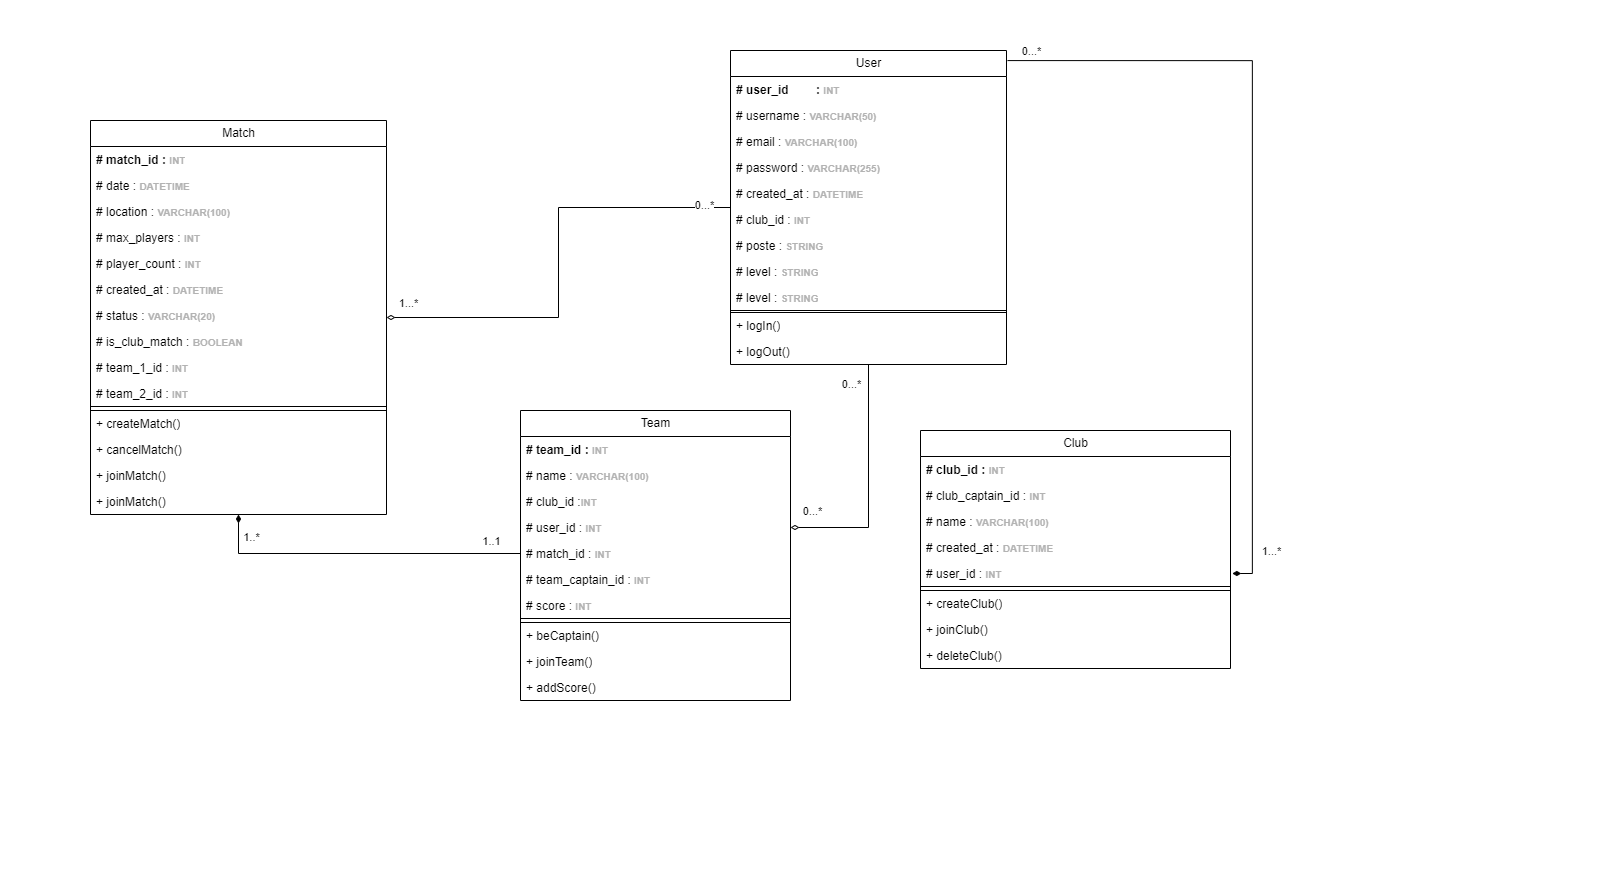 User
# user_id : INT
# username : VARCHAR(50)
# email : VARCHAR(100)
# password : VARCHAR(255)
# created_at : DATETIME
# club_id : INT
# poste : STRING
# level : STRING
# level : STRING
+ logIn()
+ logOut()
0...*
0...*
0...*
Match
# match_id : INT
# date : DATETIME
# location : VARCHAR(100)
# max_players : INT
# player_count : INT
# created_at : DATETIME
# status : VARCHAR(20)
# is_club_match : BOOLEAN
# team_1_id : INT
# team_2_id : INT
+ createMatch()
+ cancelMatch()
+ joinMatch()
+ joinMatch()
1...*
1..*
1..1
Team
# team_id : INT
# name : VARCHAR(100)
# club_id :INT
# user_id : INT
# match_id : INT
# team_captain_id : INT
# score : INT
+ beCaptain()
+ joinTeam()
+ addScore()
0...*
Club
# club_id : INT
# club_captain_id : INT
# name : VARCHAR(100)
# created_at : DATETIME
# user_id : INT
+ createClub()
+ joinClub()
+ deleteClub()
1...*